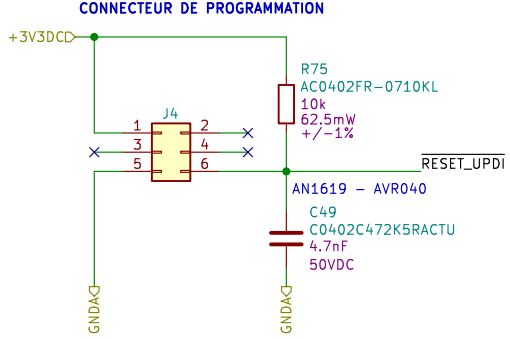 CONNECTEUR DE PROGRAMMATION
+3V3DC
R75
AC0402FR-0710KL
10k
62.5mW
+/-1%
J4
1 2
3 4
5 6
RESET_UPDI
AN1619 - AVR040
C49
C0402C472K5RACTU
4.7nF
50VDC
GNDA
GNDA